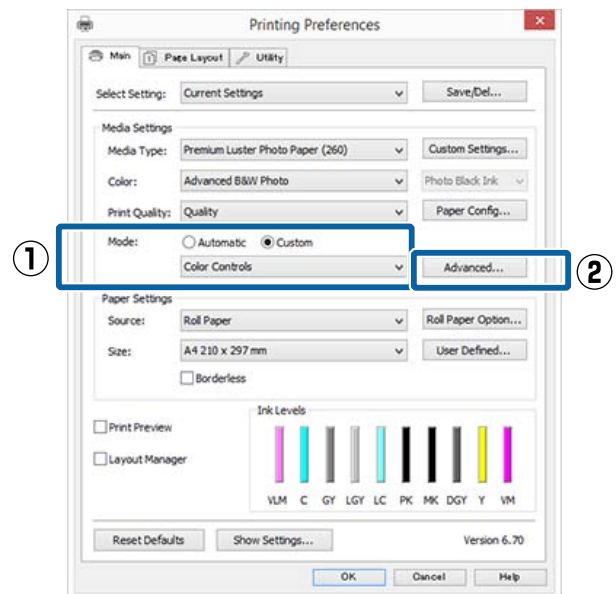 Printing Preferences
Main Page Layout Utility
Select Setting: Current Settings Save/Del...
Media Settings
Media Type: Premium Luster Photo Paper (260) Custom Settings...
Color: Advanced B&W Photo Photo Black Ink
Print Quality: Quality Paper Config...
Mode: Automatic Custom
① Color Controls Advanced... ②
Paper Settings
Source: Roll Paper Roll Paper Option...
Size: A4 210 x 297 mm User Defined...
Borderless
Ink Levels
Print Preview
Layout Manager
VLM C GY LGY LC PK MK DGY Y VM
Reset Defaults Show Settings... Version 6.70
OK Cancel Help